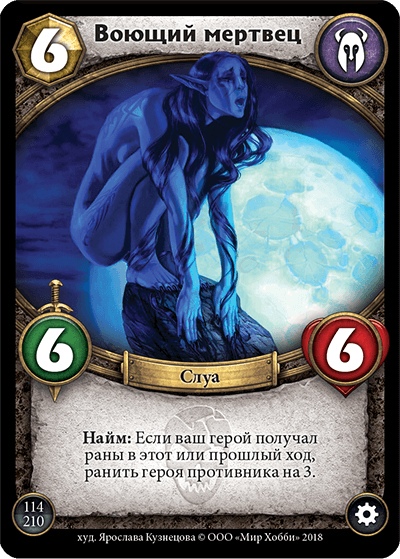 6
Воющий мертвец
6
6
Слуа
Найм: Если ваш герой получал
раны в этот или прошлый ход,
ранить героя противника на 3.
114
210
худ. Ярослава Кузнецова © ООО «Мир Хобби» 2018